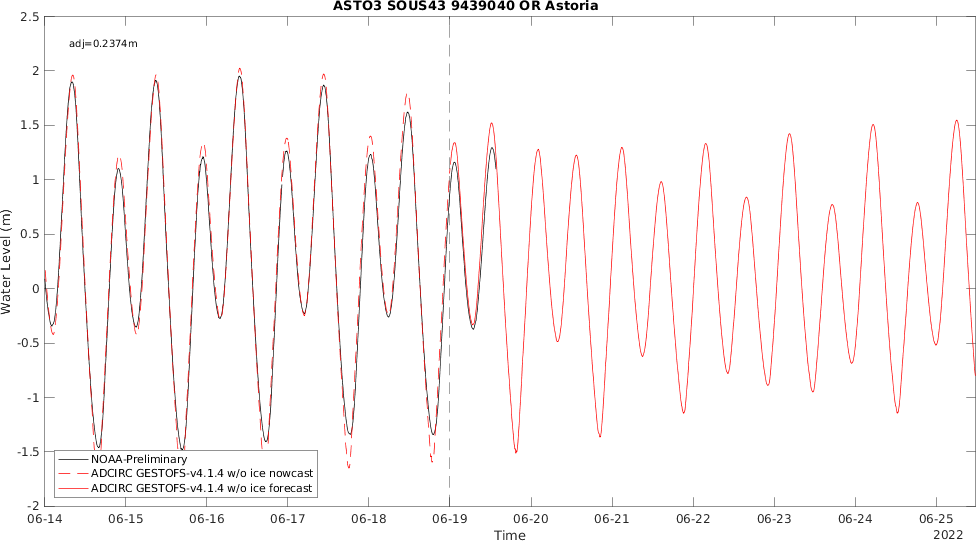 ASTO3 SOUS43 9439040 OR Astoria
adj=0.2374m
Water Level (m)
2.5
2
1.5
1
0.5
0
-0.5
-1
-1.5
-2
NOAA-Preliminary
ADCIRC GESTOFS-v4.1.4 w/o ice nowcast
ADCIRC GESTOFS-v4.1.4 w/o ice forecast
06-14 06-15 06-16 06-17 06-18 06-19 06-20 06-21 06-22 06-23 06-24 06-25
Time
2022